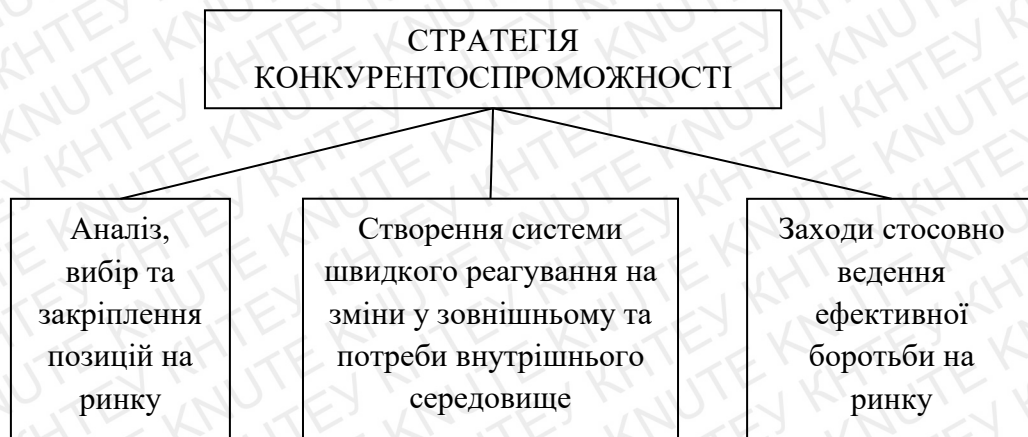 СТРАТЕГІЯ
КОНКУРЕНТОСПРОМОЖНОСТІ
Аналіз,
вибір та
закріплення
позицій на
ринку
Створення системи
швидкого реагування на
зміни у зовнішньому та
потреби внутрішнього
середовище
Заходи стосовно
ведення
ефективної
боротьби на
ринку